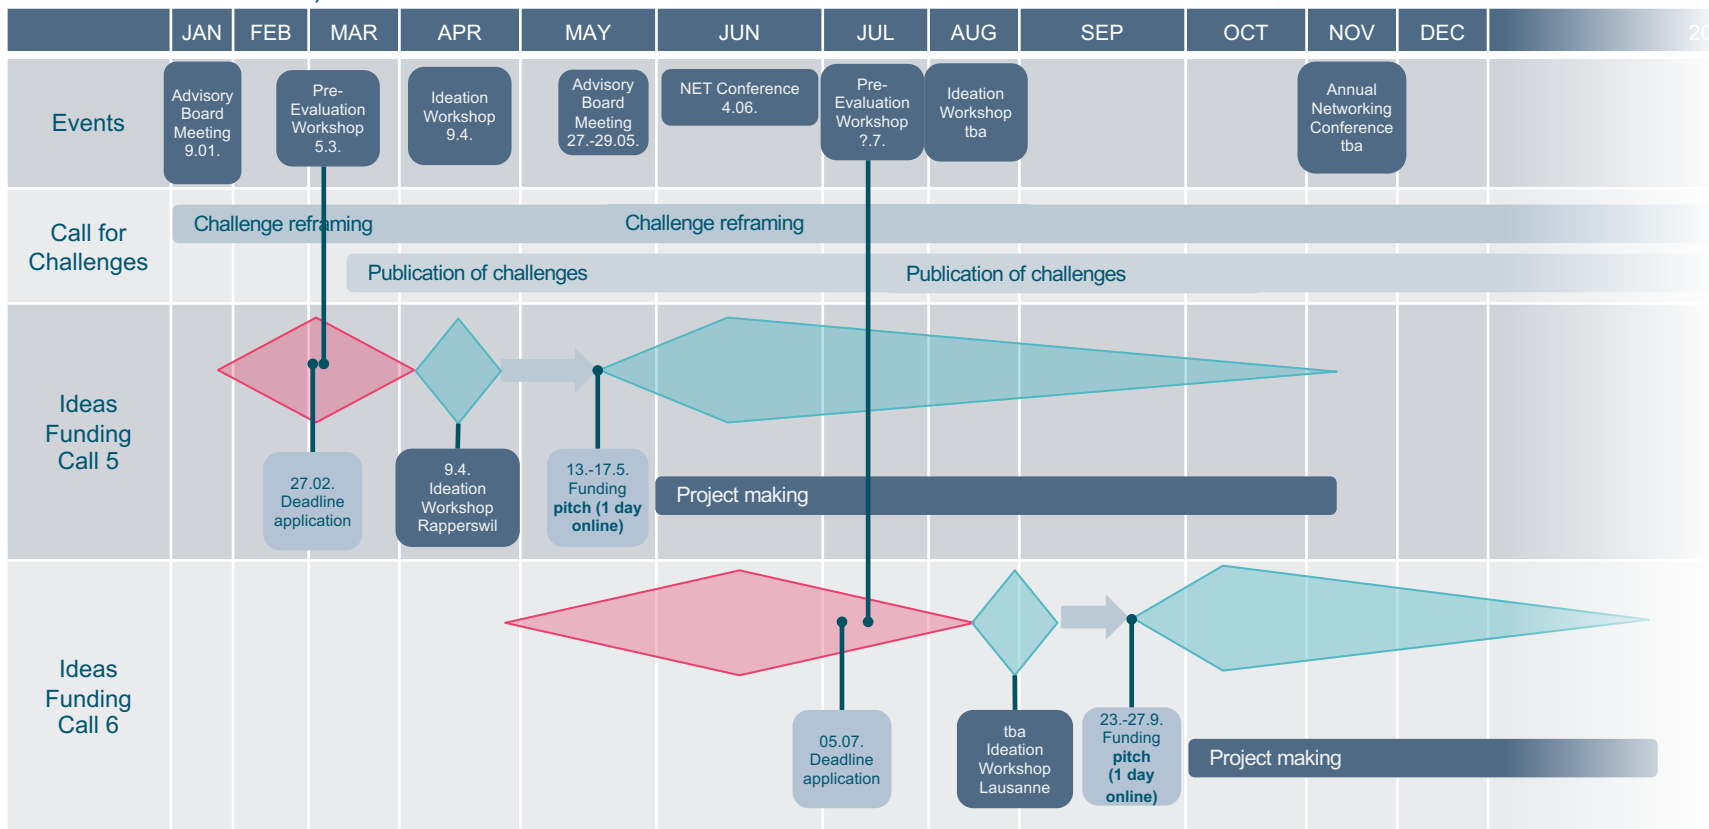 JAN FEB MAR APR MAY JUN JUL AUG SEP OCT NOV DEC 20
Events
Advisory
Board
Meeting
9.01.
Pre-
Evaluation
Workshop
5.3.
Ideation
Workshop
9.4.
Advisory
Board
Meeting
27.-29.05.
NET Conference
4.06.
Pre-
Evaluation
Workshop
?.7.
Ideation
Workshop
tba
Annual
Networking
Conference
tba
Call for
Challenges
Challenge reframing
Challenge reframing
Publication of challenges
Publication of challenges
Ideas
Funding
Call 5
27.02.
Deadline
application
9.4.
Ideation
Workshop
Rapperswil
13.-17.5.
Funding
pitch (1 day
online)
Project making
Ideas
Funding
Call 6
05.07.
Deadline
application
tba
Ideation
Workshop
Lausanne
23.-27.9.
Funding
pitch
(1 day
online)
Project making